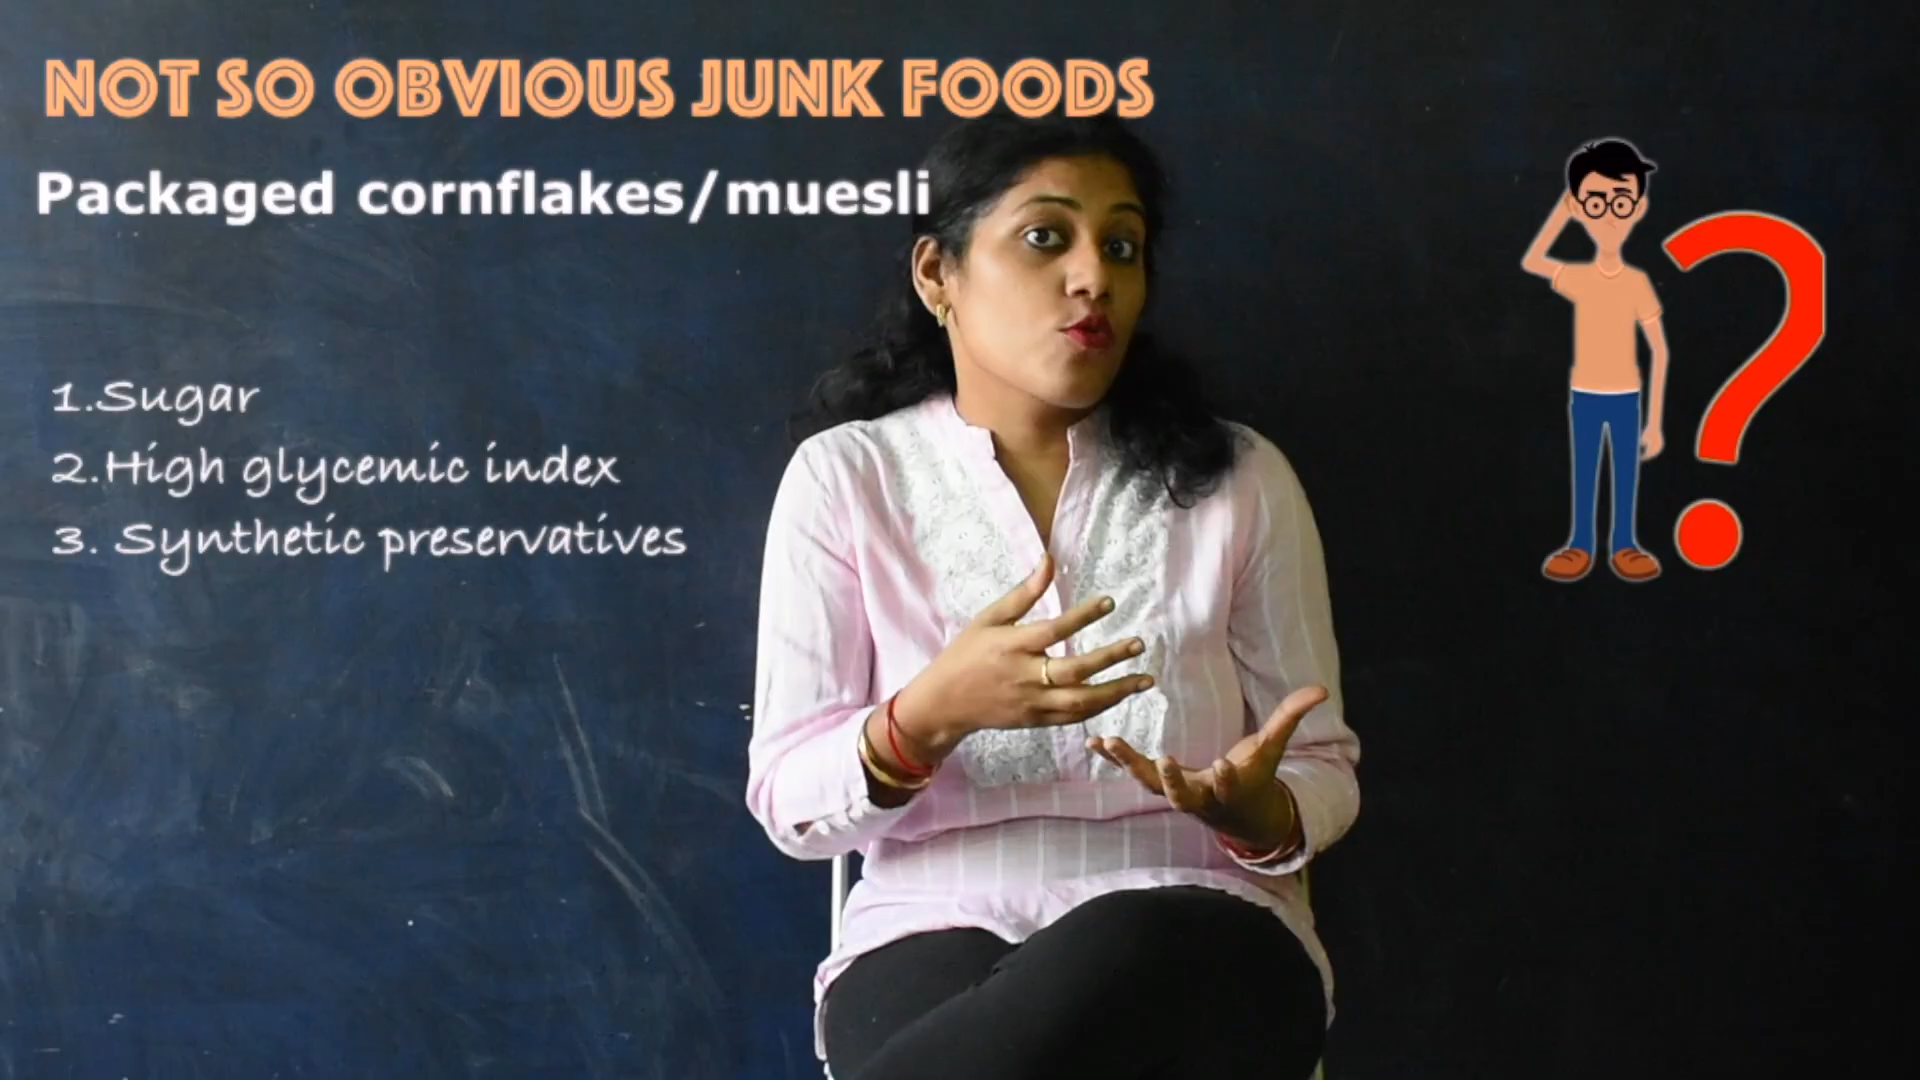 NOT SO OBVIOUS JUNK FOODS
Packaged cornflakes/muesli
1.Sugar
2.High glycemic index
3. Synthetic preservatives
?